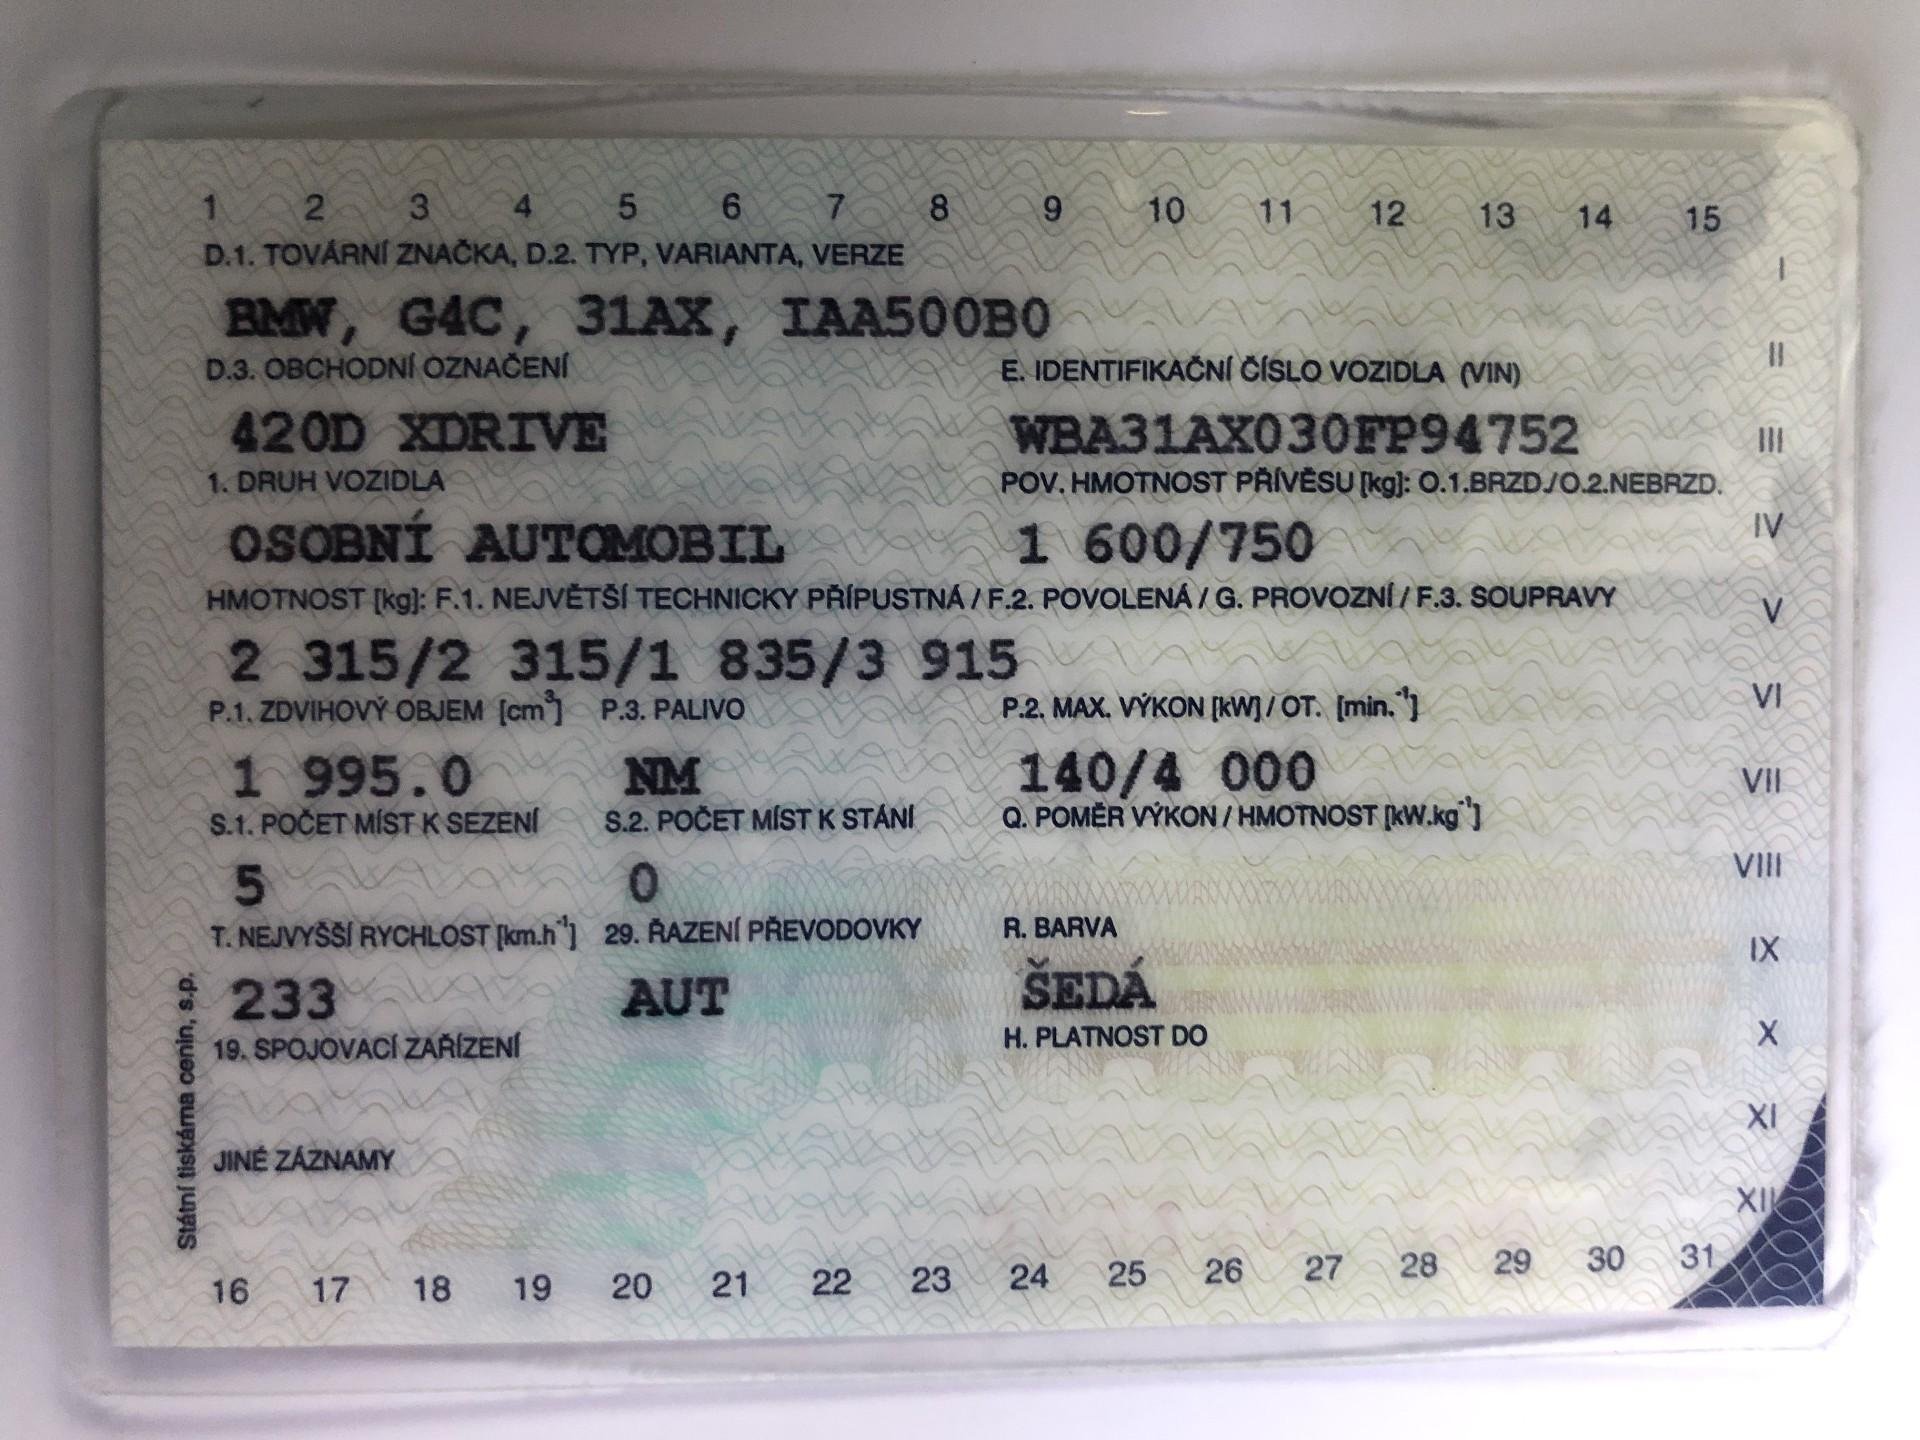 1 2 3 4 5 6 7 8 9 10 11 12 13 14 15
D.1. TOVÁRNÍ ZNAČKA, D.2. TYP, VARIANTA, VERZE
I
BMW, G4C, 31AX, IAA500B0
II
D.3. OBCHODNÍ OZNAČENÍ E. IDENTIFIKAČNÍ ČÍSLO VOZIDLA (VIN)
420D XDRIVE WBA31AX030FP94752
III
1. DRUH VOZIDLA POV. HMOTNOST PŘÍVĚSU [kg]: O.1.BRZD./O.2.NEBRZD.
OSOBNÍ AUTOMOBIL 1 600/750
IV
HMOTNOST [kg]: F.1. NEJVĚTŠÍ TECHNICKY PŘÍPUSTNÁ / F.2. POVOLENÁ / G. PROVOZNÍ / F.3. SOUPRAVY
V
2 315/2 315/1 835/3 915
P.1. ZDVIHOVÝ OBJEM [cm³] P.3. PALIVO P.2. MAX. VÝKON [kW] / OT. [min.⁻¹]
VI
1 995.0 NM 140/4 000
VII
S.1. POČET MÍST K SEZENÍ S.2. POČET MÍST K STÁNÍ Q. POMĚR VÝKON / HMOTNOST [kW.kg⁻¹]
5 0
VIII
T. NEJVYŠŠÍ RYCHLOST [km.h⁻¹] 29. ŘAZENÍ PŘEVODOVKY R. BARVA
IX
233 AUT ŠEDÁ
19. SPOJOVACÍ ZAŘÍZENÍ H. PLATNOST DO
X
XI
JINÉ ZÁZNAMY
XII
Státní tiskárna cenin, s.p.
16 17 18 19 20 21 22 23 24 25 26 27 28 29 30 31